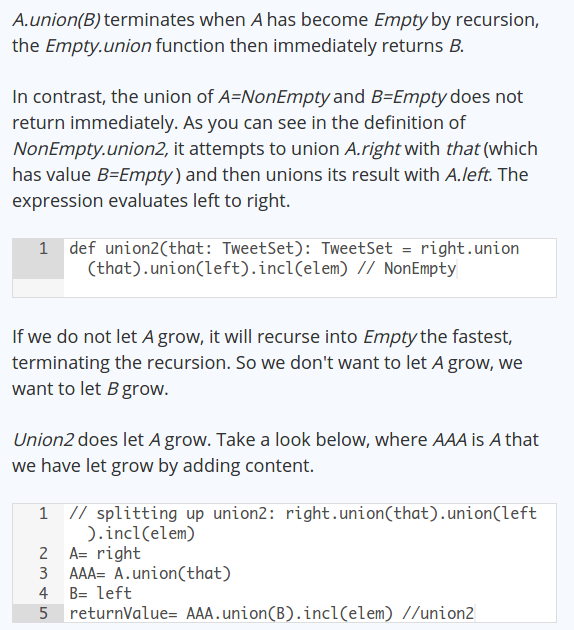 A.union(B) terminates when A has become Empty by recursion,
the Empty.union function then immediately returns B.
In contrast, the union of A=NonEmpty and B=Empty does not
return immediately. As you can see in the definition of
NonEmpty.union2, it attempts to union A.right with that (which
has value B=Empty ) and then unions its result with A.left. The
expression evaluates left to right.
1 def union2(that: TweetSet): TweetSet = right.union
(that).union(left).incl(elem) // NonEmpty
If we do not let A grow, it will recurse into Empty the fastest,
terminating the recursion. So we don't want to let A grow, we
want to let B grow.
Union2 does let A grow. Take a look below, where AAA is A that
we have let grow by adding content.
1 // splitting up union2: right.union(that).union(left
).incl(elem)
2 A= right
3 AAA= A.union(that)
4 B= left
5 returnValue= AAA.union(B).incl(elem) //union2